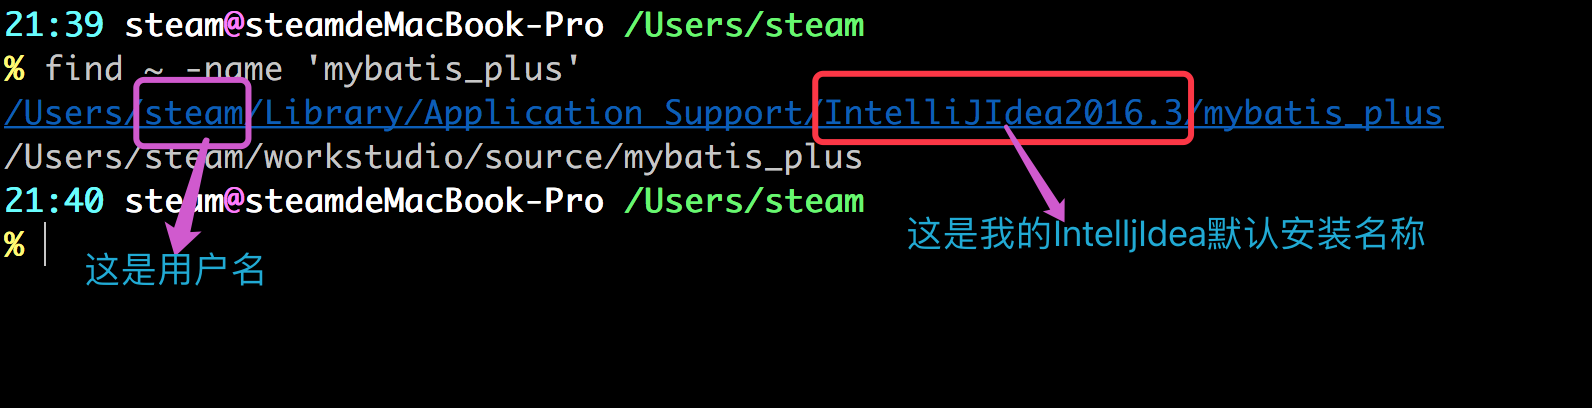 21:39 steam@steamdeMacBook-Pro /Users/steam
% find ~ -name 'mybatis_plus'
/Users/steam/Library/Application Support/IntelliJIdea2016.3/mybatis_plus
/Users/steam/workstudio/source/mybatis_plus
21:40 steam@steamdeMacBook-Pro /Users/steam
%
这是我的IntelljIdea默认安装名称
这是用户名